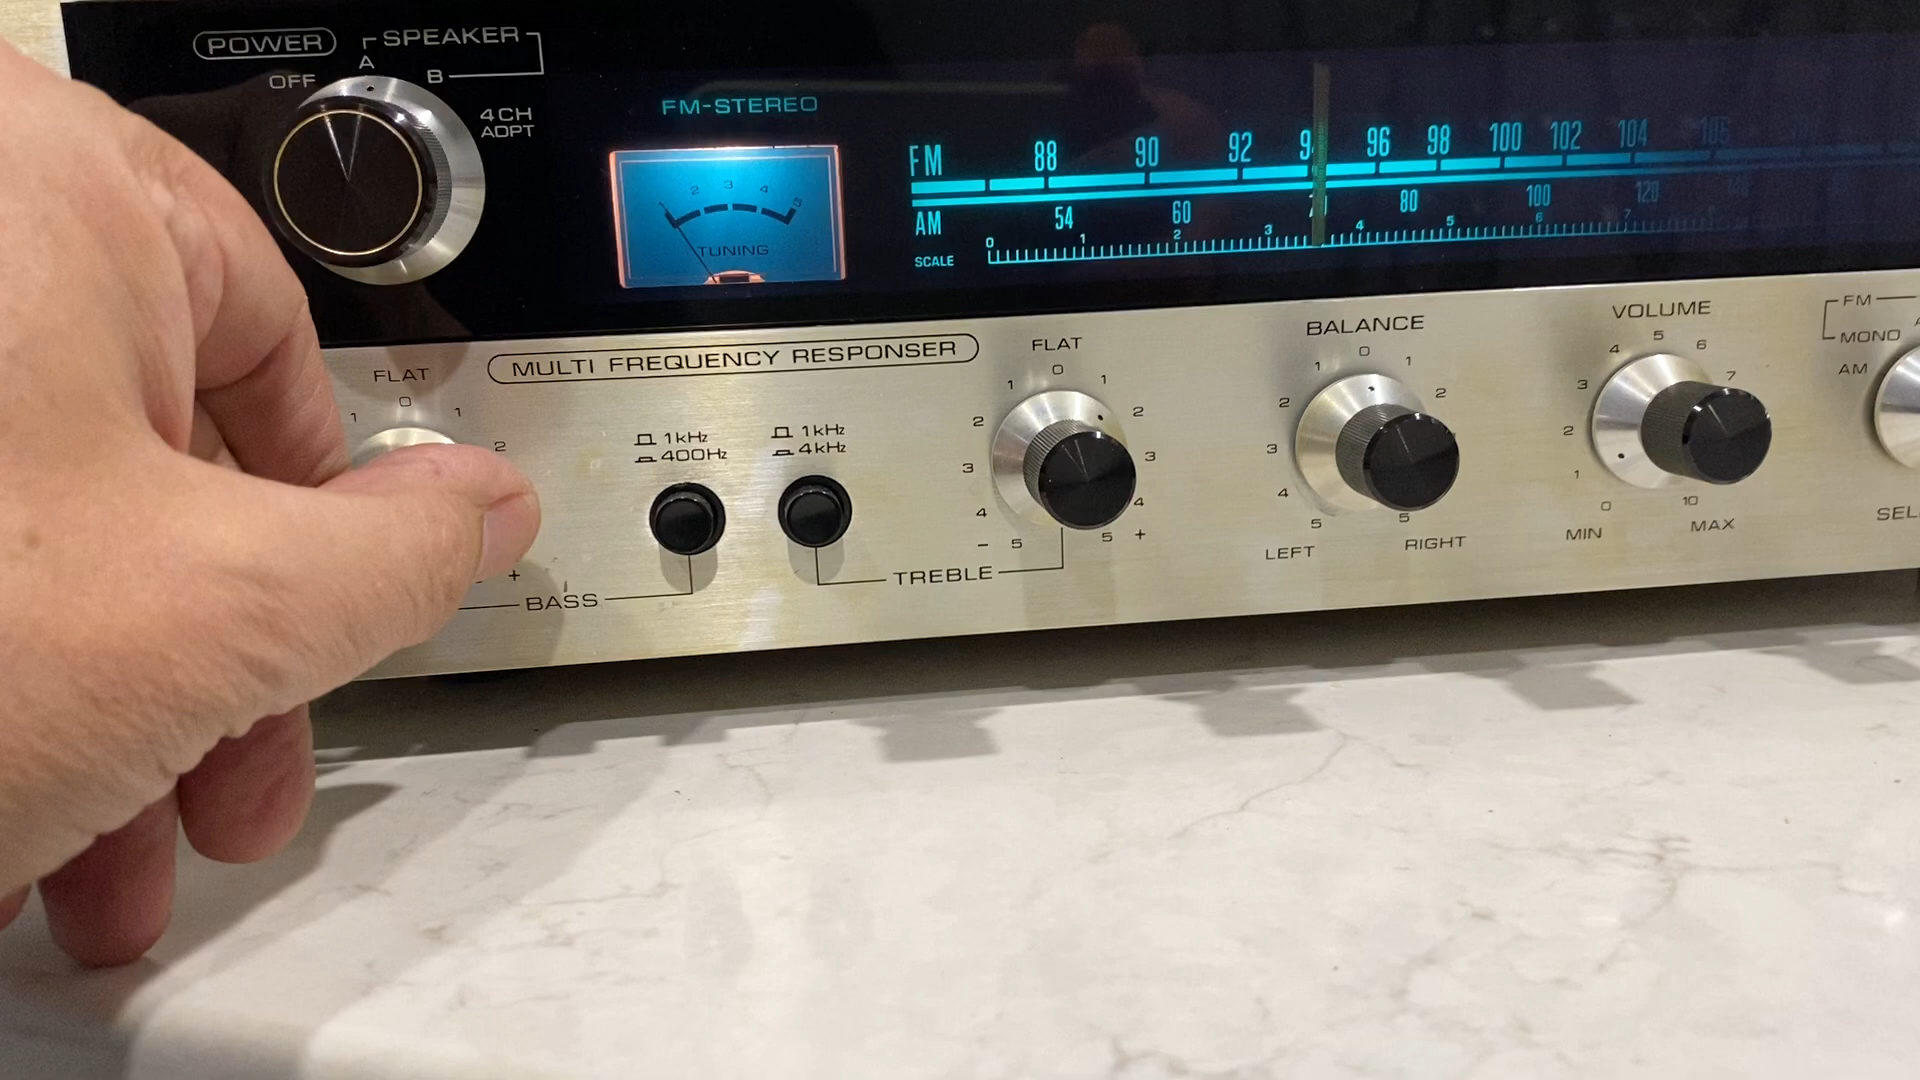 POWER
SPEAKER
A
B
OFF
4 CH
ADPT
FM-STEREO
2 3 4 5
TUNING
FM 88 90 92 96 98 100 102 104
AM 54 60 80 100 120 140
SCALE 0 1 2 3 4 5 6 7
MULTI FREQUENCY RESPONSER
FLAT
1 0 1
2
+
BASS
1kHz
400Hz
1kHz
4kHz
TREBLE
FLAT
1 0 1
2 2
3 3
4 4
- 5 5 +
BALANCE
1 0 1
2 2
3
4
5 5
LEFT RIGHT
VOLUME
4 5 6
3 7
2
1
0 10
MIN MAX
FM
MONO
AM